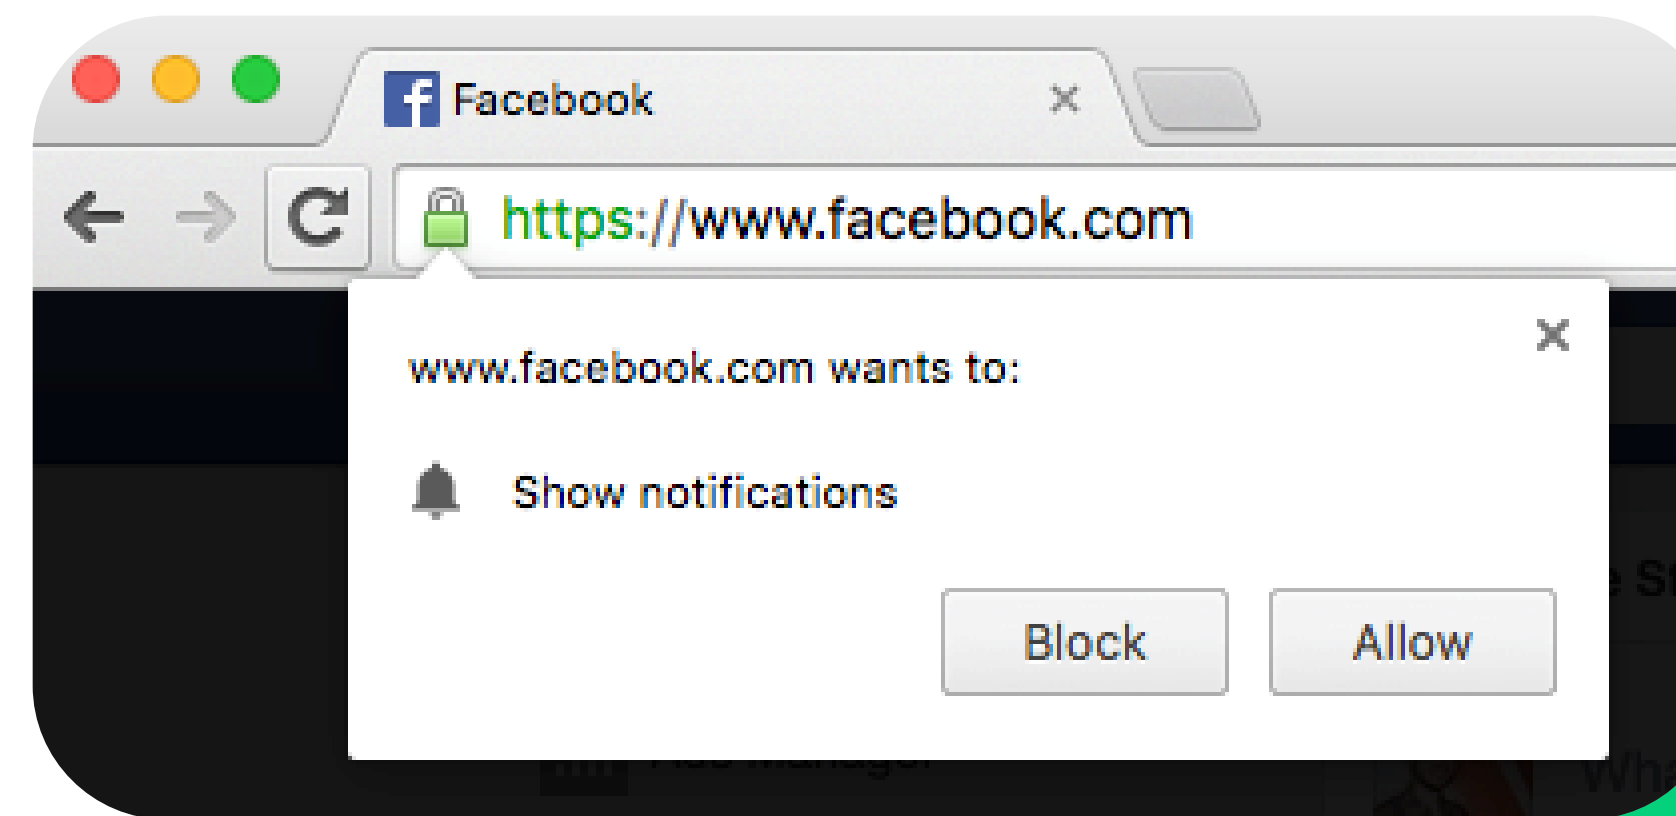 Facebook
https://www.facebook.com
www.facebook.com wants to:
Show notifications
Block
Allow